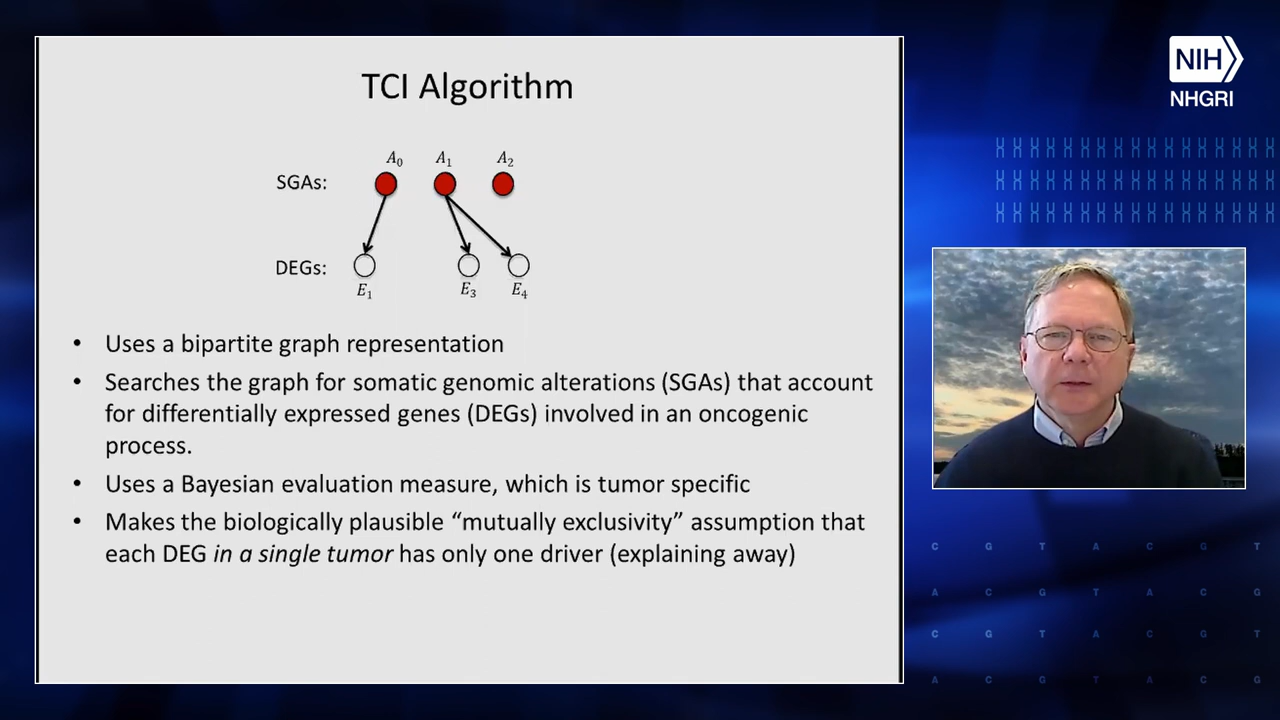 TCI Algorithm
A0 A1 A2
SGAs:
DEGs:
E1 E3 E4
• Uses a bipartite graph representation
• Searches the graph for somatic genomic alterations (SGAs) that account
for differentially expressed genes (DEGs) involved in an oncogenic
process.
• Uses a Bayesian evaluation measure, which is tumor specific
• Makes the biologically plausible “mutually exclusivity” assumption that
each DEG in a single tumor has only one driver (explaining away)
NIH
NHGRI
C G T A C G T
A C G T A C G
C G T A C G T
A C G T A C G